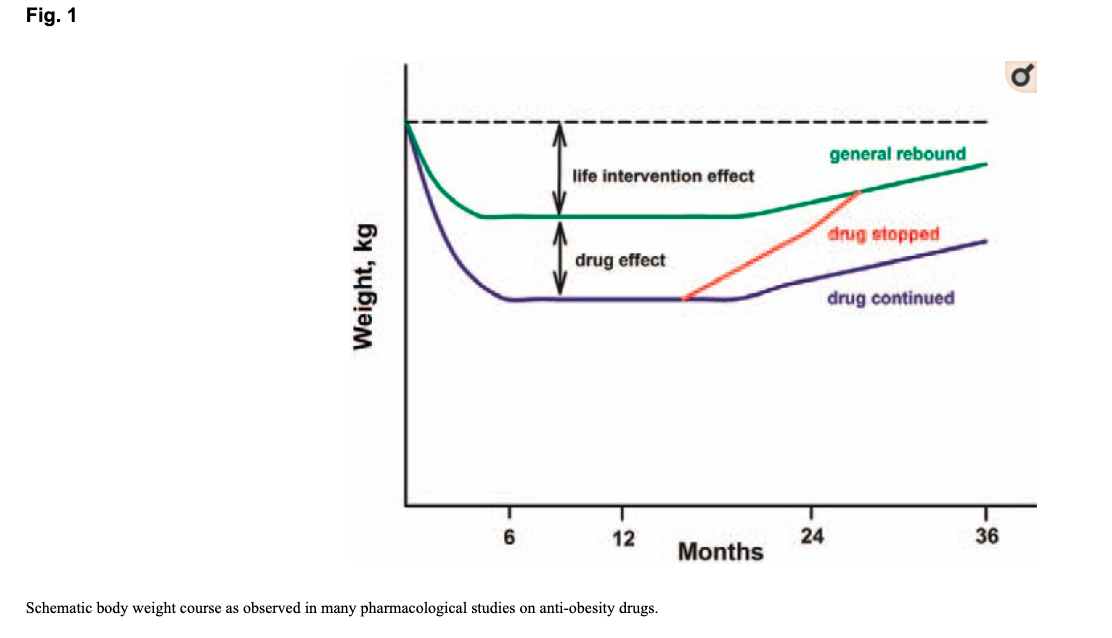 Fig. 1
general rebound
life intervention effect
drug stopped
drug effect
drug continued
Weight, kg
6 12 24 36
Months
Schematic body weight course as observed in many pharmacological studies on anti-obesity drugs.